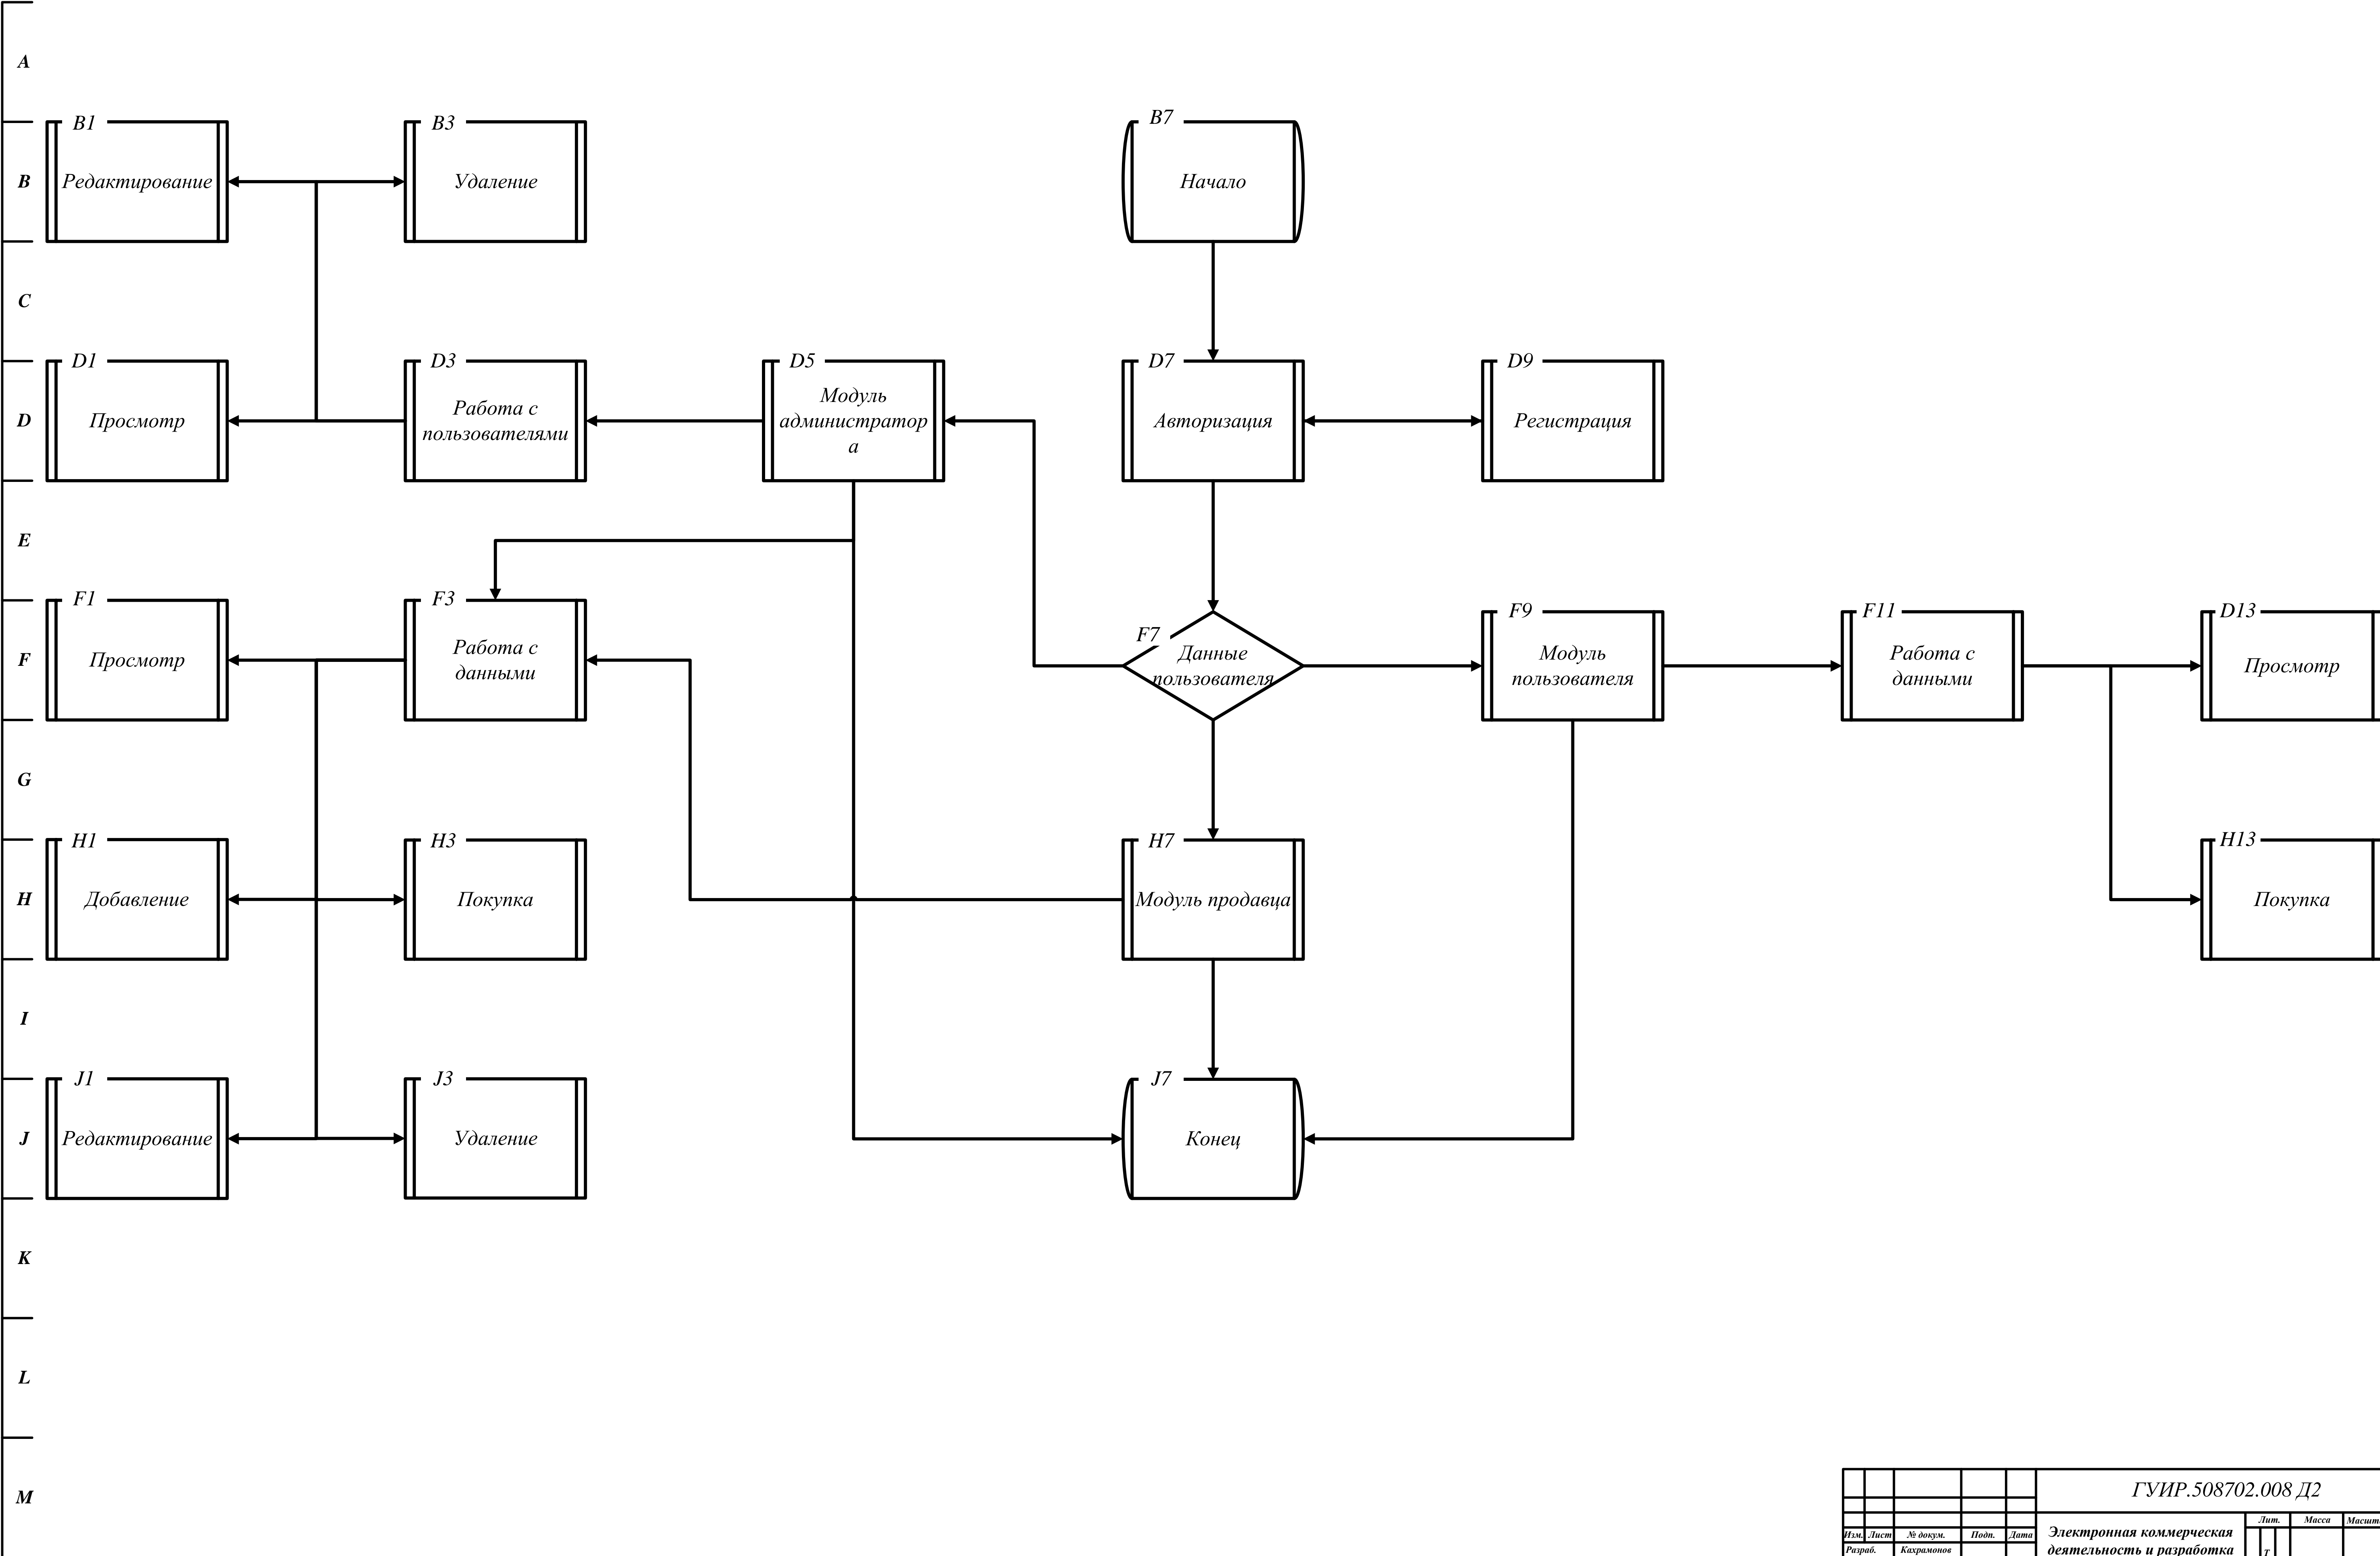 A
B1
B3
B7
B
Редактирование
Удаление
Начало
C
D1
D3
D5
D7
D9
D
Просмотр
Работа с
пользователями
Модуль
администратор
а
Авторизация
Регистрация
E
F1
F3
F7
F9
F11
D13
F
Просмотр
Работа с
данными
Данные
пользователя
Модуль
пользователя
Работа с
данными
Просмотр
G
H1
H3
H7
H13
H
Добавление
Покупка
Модуль продавца
Покупка
I
J1
J3
J7
J
Редактирование
Удаление
Конец
K
L
M
ГУИР.508702.008 Д2
Изм.
Лист
№ докум.
Подп.
Дата
Разраб.
Кахрамонов
Электронная коммерческая
деятельность и разработка
Лит.
Масса
Т